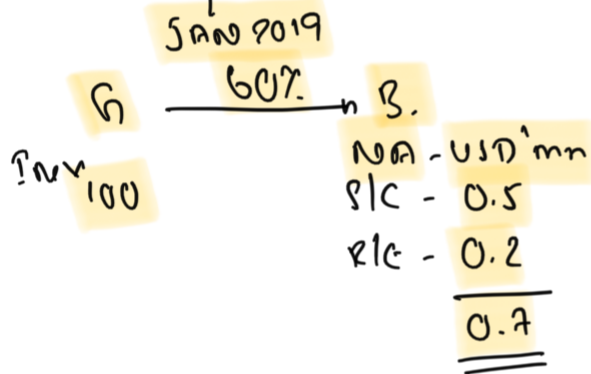 JAN 2019
60%
G B.
NA - USD'mn
Inv
100
S/C - 0.5
R/E - 0.2
0.7